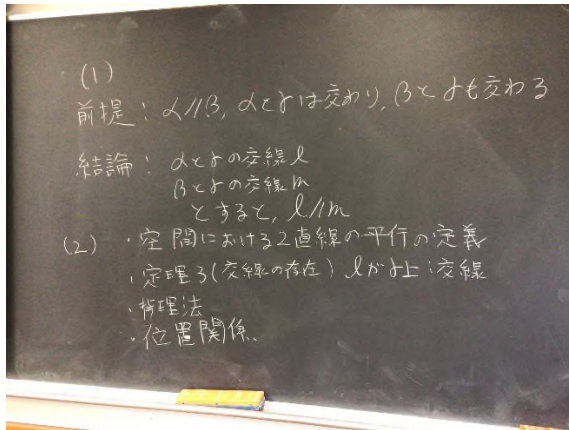 (1)
前提: α//β, αとγは交わり, βとγも交わる
結論: αとγの交線l
βとγの交線m
とすると, l//m
(2) ・空間における2直線の平行の定義
・定理3(交線の存在) lがγ上:交線
・背理法
・位置関係